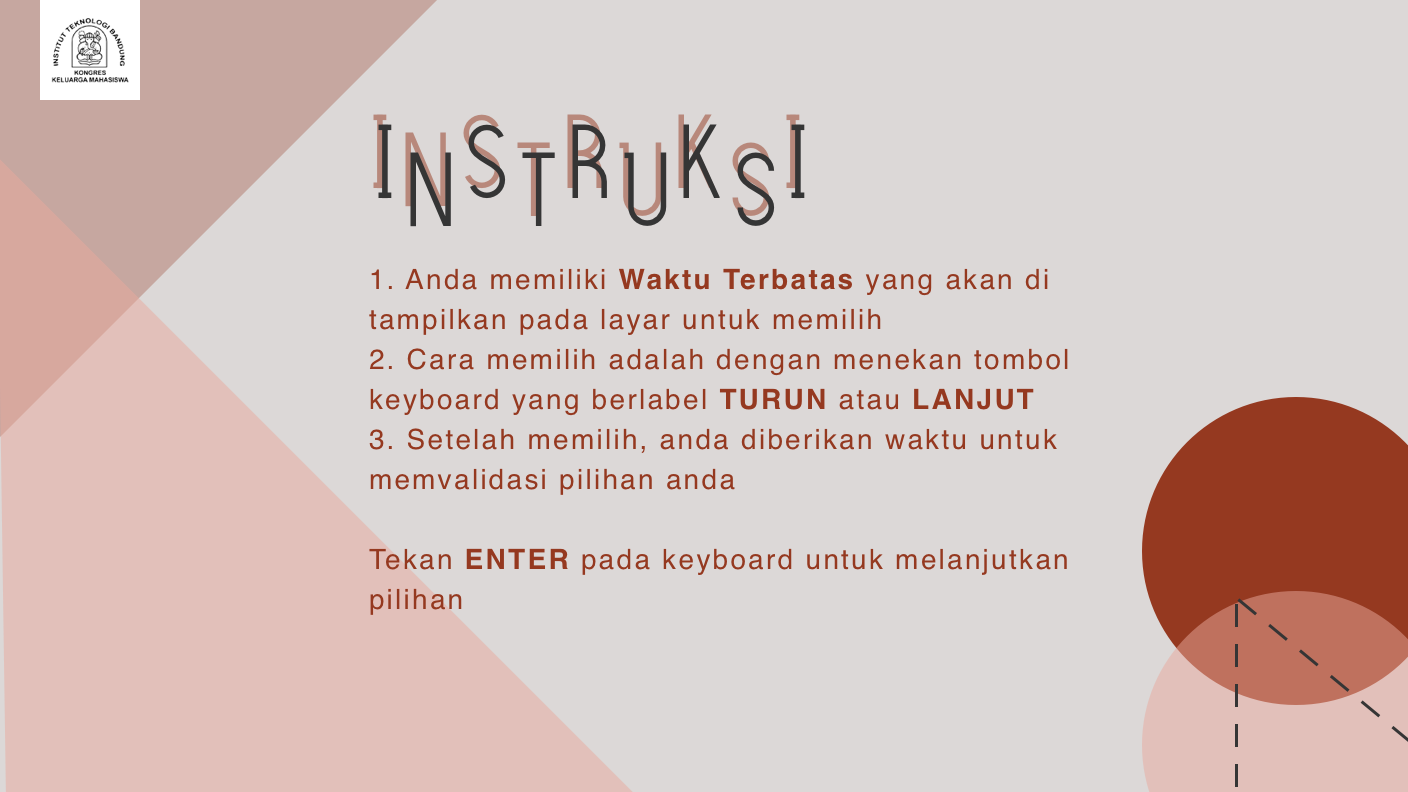 INSTITUT TEKNOLOGI BANDUNG
KONGRES
KELUARGA MAHASISWA
INSTRUKSI
1. Anda memiliki Waktu Terbatas yang akan di
tampilkan pada layar untuk memilih
2. Cara memilih adalah dengan menekan tombol
keyboard yang berlabel TURUN atau LANJUT
3. Setelah memilih, anda diberikan waktu untuk
memvalidasi pilihan anda
Tekan ENTER pada keyboard untuk melanjutkan
pilihan